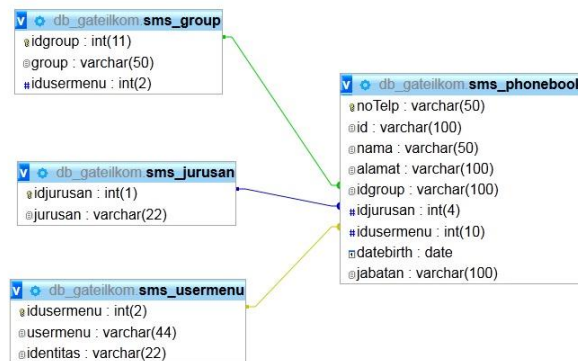 db_gateilkom.sms_group
idgroup : int(11)
group : varchar(50)
idusermenu : int(2)
db_gateilkom.sms_jurusan
idjurusan : int(1)
jurusan : varchar(22)
db_gateilkom.sms_usermenu
idusermenu : int(2)
usermenu : varchar(44)
identitas : varchar(22)
db_gateilkom.sms_phonebook
noTelp : varchar(50)
id : varchar(100)
nama : varchar(50)
alamat : varchar(100)
idgroup : varchar(100)
idjurusan : int(4)
idusermenu : int(10)
datebirth : date
jabatan : varchar(100)